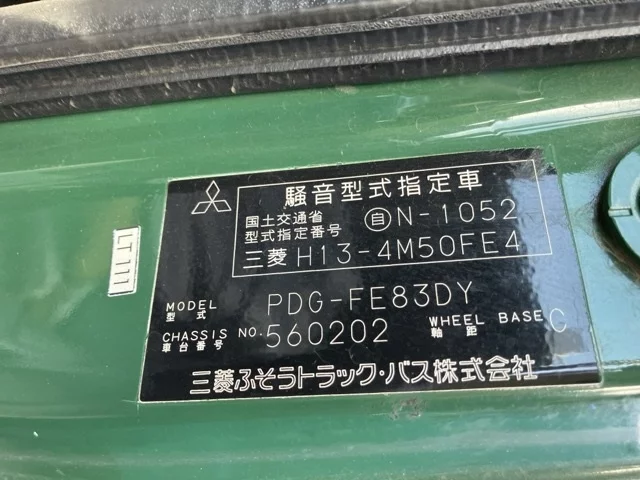 騒音型式指定車
国土交通省
型式指定番号 自N-1052
三菱 H13-4M50FE4
MODEL
型式 PDG-FE83DY
CHASSIS NO. 560202 WHEEL BASE C
車台番号 軸距
三菱ふそうトラック・バス株式会社